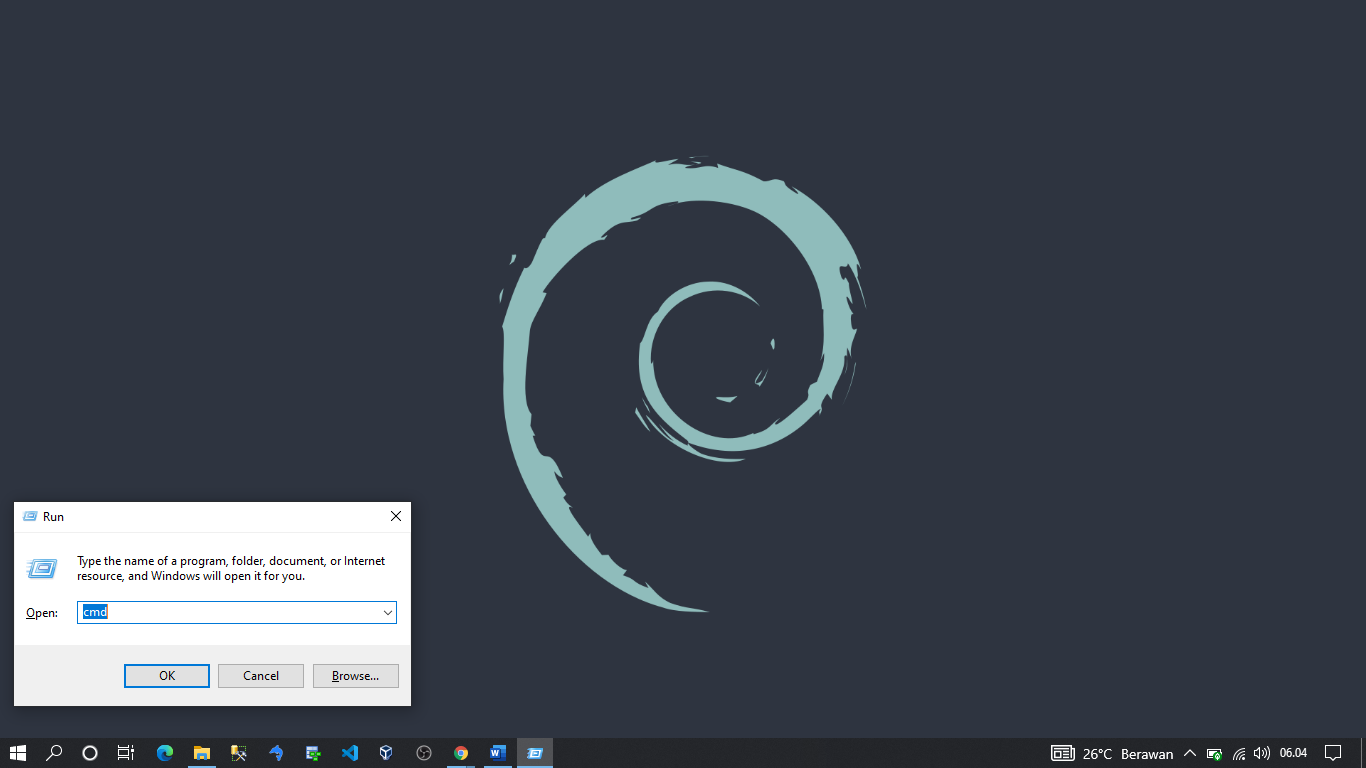 Run
Type the name of a program, folder, document, or Internet
resource, and Windows will open it for you.
Open: cmd
OK Cancel Browse...
26°C Berawan 06.04